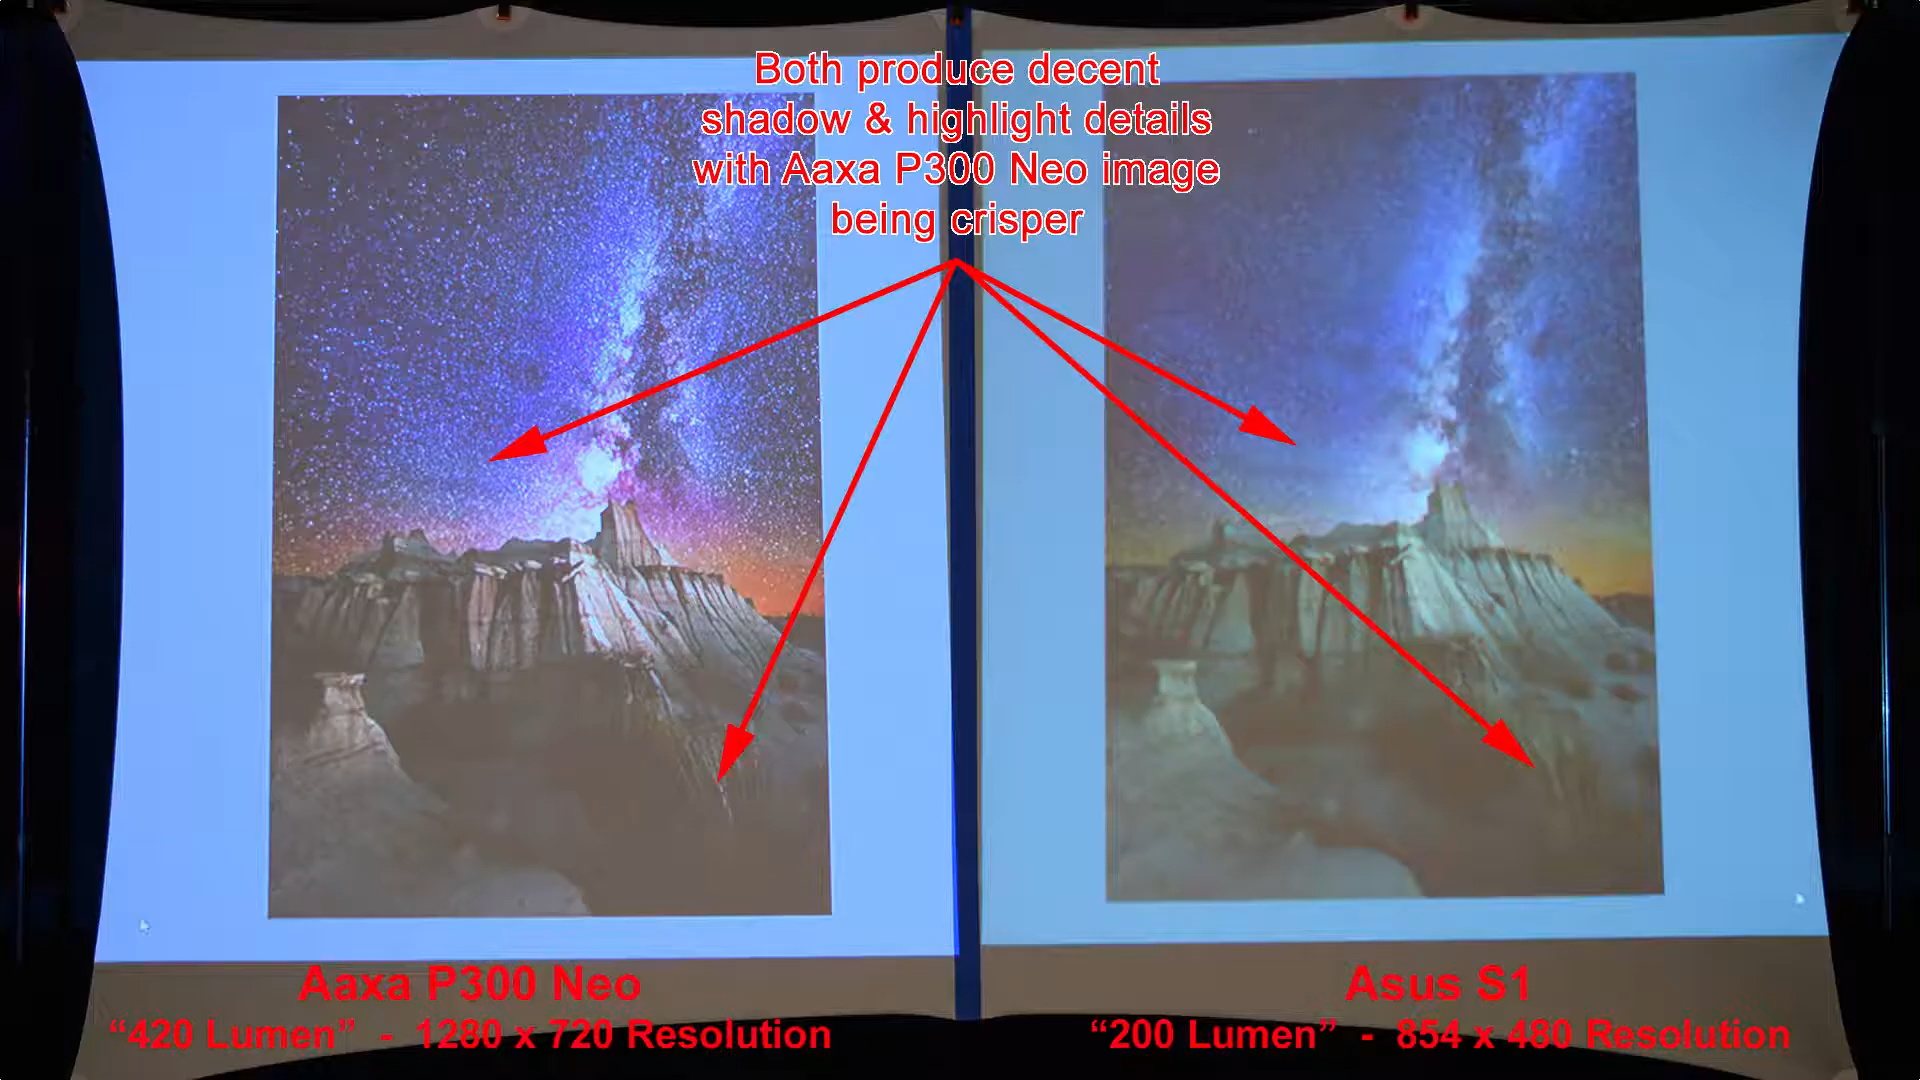 Both produce decent
shadow & highlight details
with Aaxa P300 Neo image
being crisper
Aaxa P300 Neo
“420 Lumen” - 1280 x 720 Resolution
Asus S1
“200 Lumen” - 854 x 480 Resolution